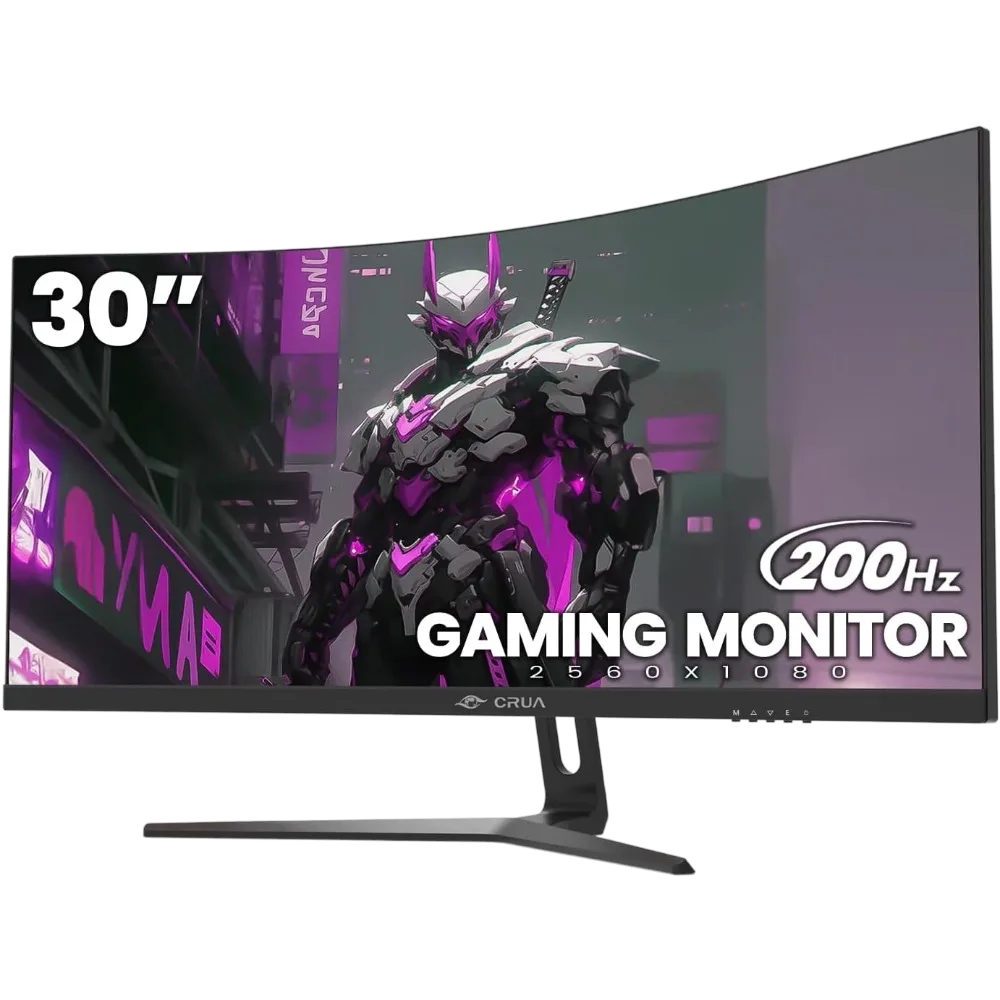 30”
200Hz
GAMING MONITOR
2560X1080
CRUA
M △ ▽ E